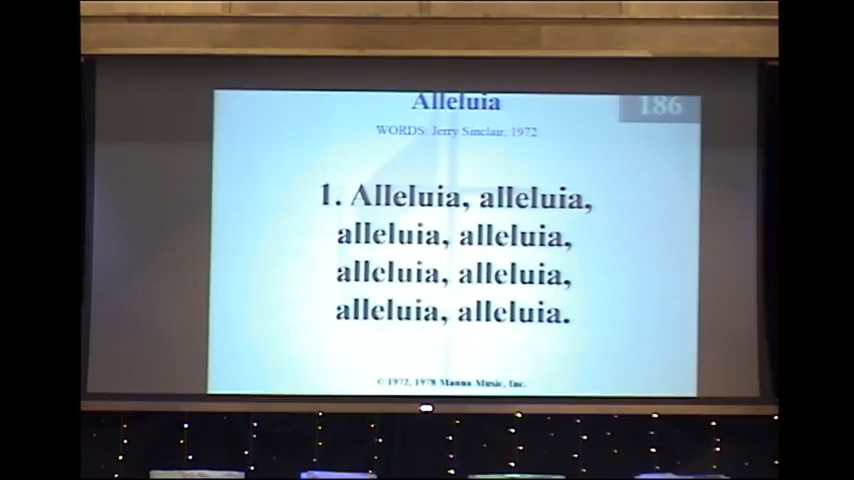 Alleluia
186
WORDS: Jerry Sinclair, 1972
1. Alleluia, alleluia,
alleluia, alleluia,
alleluia, alleluia,
alleluia, alleluia.
© 1972, 1978 Manna Music, Inc.